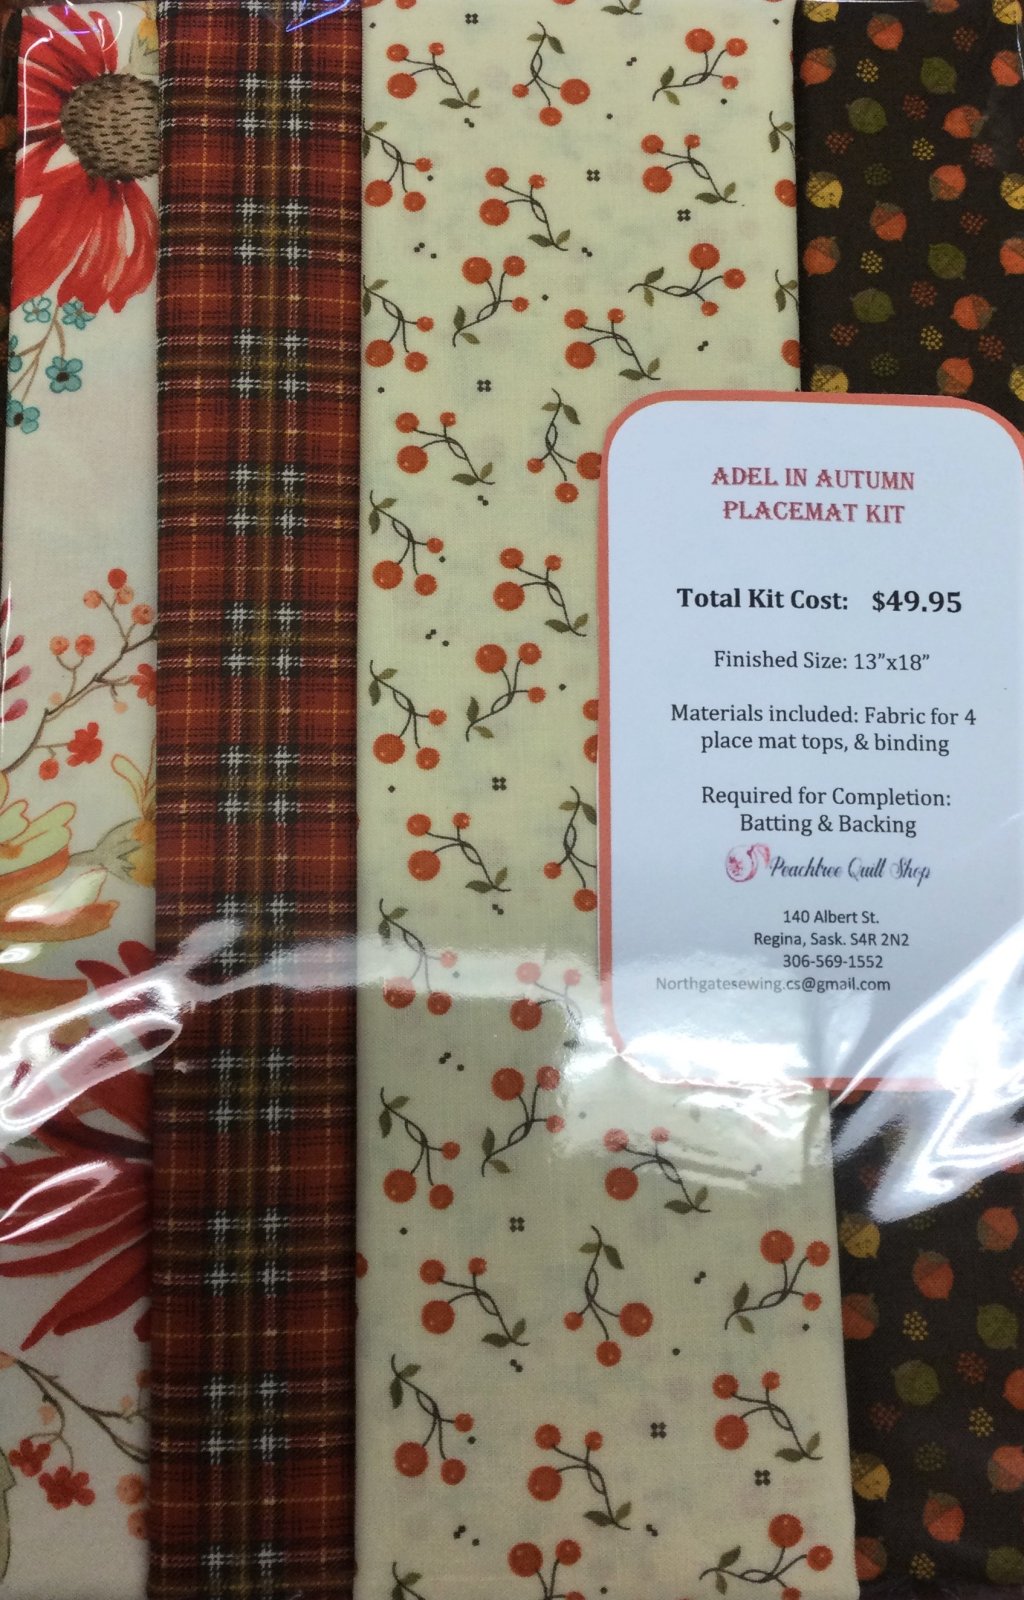 ADEL IN AUTUMN
PLACEMAT KIT
Total Kit Cost: $49.95
Finished Size: 13”x18”
Materials included: Fabric for 4
place mat tops, & binding
Required for Completion:
Batting & Backing
Peachtree Quilt Shop
140 Albert St.
Regina, Sask. S4R 2N2
306-569-1552
Northgatesewing.cs@gmail.com